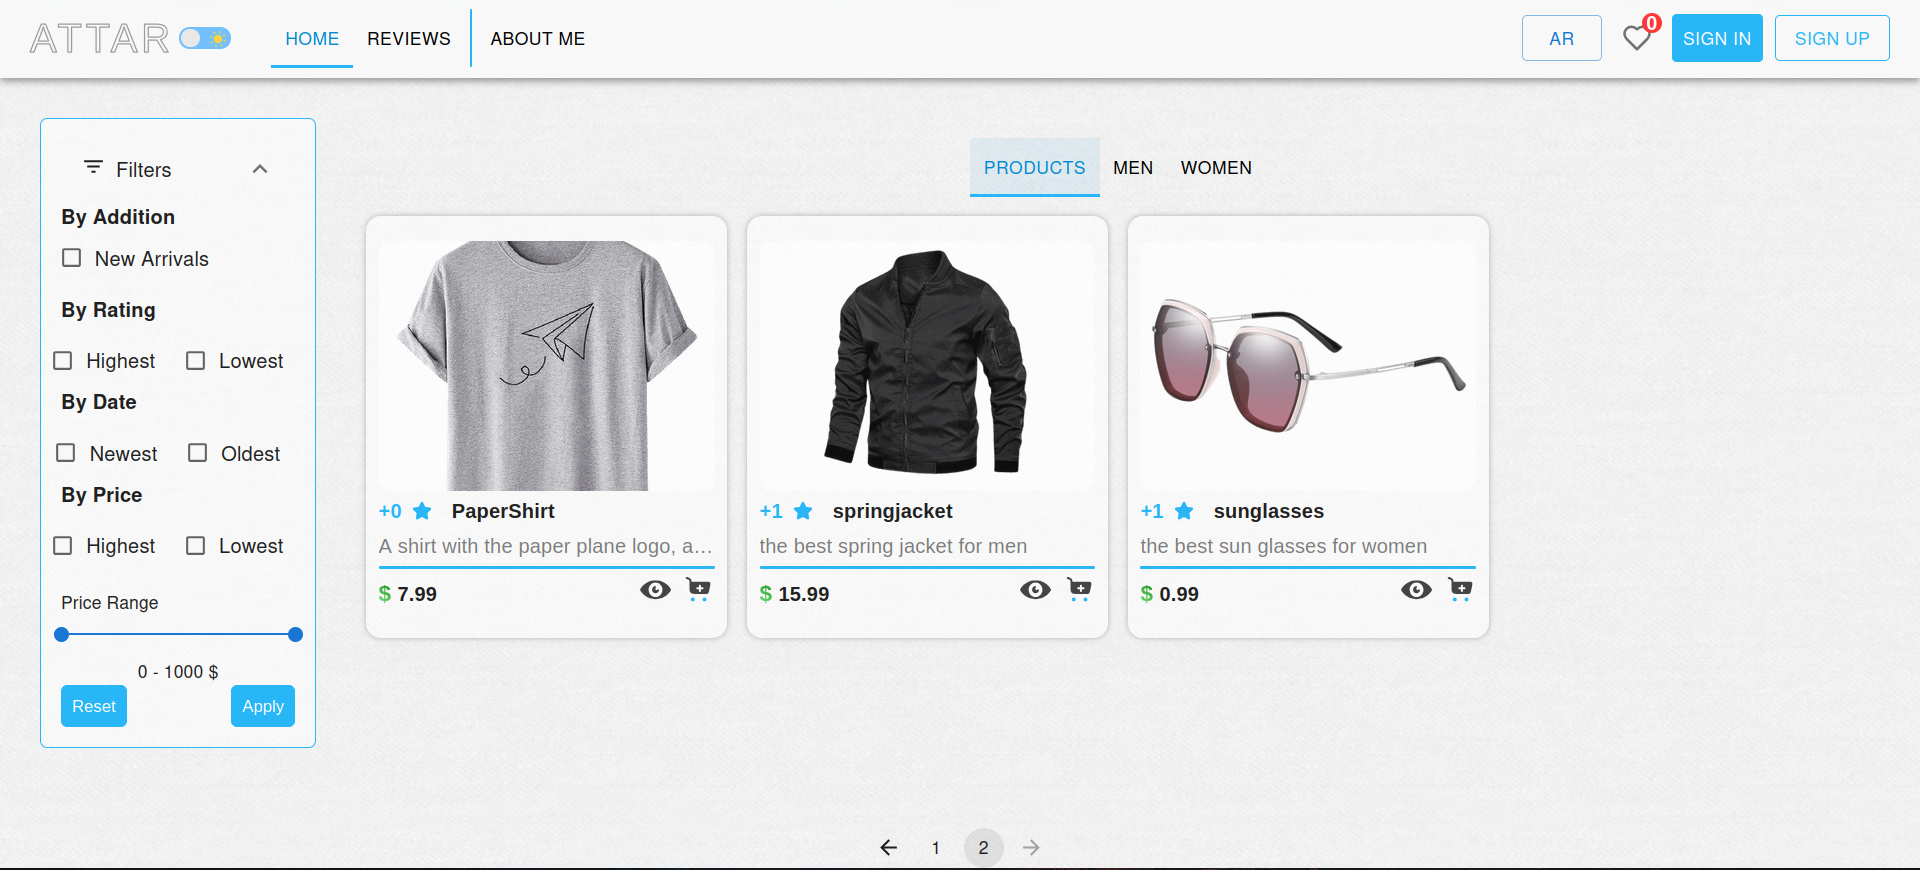 ATTAR HOME REVIEWS ABOUT ME AR 0 SIGN IN SIGN UP
Filters
By Addition
New Arrivals
By Rating
Highest Lowest
By Date
Newest Oldest
By Price
Highest Lowest
Price Range
0 - 1000 $
Reset Apply
PRODUCTS MEN WOMEN
+0 PaperShirt
A shirt with the paper plane logo, a...
$ 7.99
+1 springjacket
the best spring jacket for men
$ 15.99
+1 sunglasses
the best sun glasses for women
$ 0.99
1 2